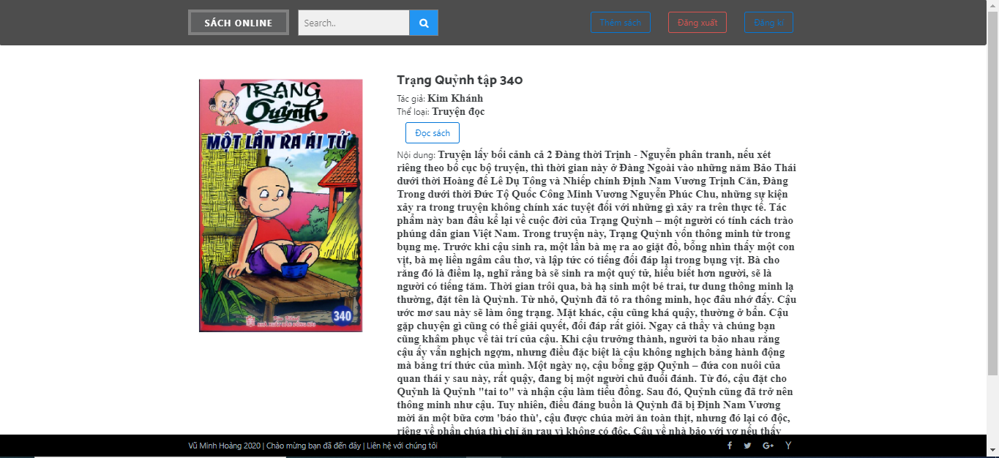 SÁCH ONLINE
Search..
Thêm sách
Đăng xuất
Đăng kí
TRẠNG
Quỷnh
MỘT LẦN RA ÁI TỬ
340
Trạng Quỷnh tập 340
Tác giả: Kim Khánh
Thể loại: Truyện đọc
Đọc sách
Nội dung: Truyện lấy bối cảnh cả 2 Đàng thời Trịnh - Nguyễn phân tranh, nếu xét
riêng theo bố cục bộ truyện, thì thời gian này ở Đàng Ngoài vào những năm Bảo Thái
dưới thời Hoàng đế Lê Dụ Tông và Nhiếp chính Định Nam Vương Trịnh Căn, Đàng
Trong dưới thời Đức Tộ Quốc Công Minh Vương Nguyễn Phúc Chu, những sự kiện
xảy ra trong truyện không chính xác tuyệt đối với những gì xảy ra trên thực tế. Tác
phẩm này ban đầu kể lại về cuộc đời của Trạng Quỳnh – một người có tính cách trào
phúng dân gian Việt Nam. Trong truyện này, Trạng Quỳnh vốn thông minh từ trong
bụng mẹ. Trước khi cậu sinh ra, một lần bà mẹ ra ao giặt đồ, bỗng nhìn thấy một con
vịt, bà mẹ liền ngâm câu thơ, và lập tức có tiếng đối đáp lại trong bụng vịt. Bà cho
rằng đó là điềm lạ, nghĩ rằng bà sẽ sinh ra một quý tử, hiểu biết hơn người, sẽ là
người có tiếng tăm. Thời gian trôi qua, bà hạ sinh một bé trai, tư dung thông minh lạ
thường, đặt tên là Quỳnh. Từ nhỏ, Quỳnh đã tỏ ra thông minh, học đâu nhớ đấy. Cậu
ước mơ sau này sẽ làm ông trạng. Mặt khác, cậu cũng khá quậy, thường ở bẩn. Cậu
gặp chuyện gì cũng có thể giải quyết, đối đáp rất giỏi. Ngay cả thầy và chúng bạn
cũng khâm phục về tài trí của cậu. Khi cậu trưởng thành, người ta bảo nhau rằng
cậu ấy vẫn nghịch ngợm, nhưng điều đặc biệt là cậu không nghịch bằng hành động
mà bằng trí thức của mình. Một ngày nọ, cậu bỗng gặp Quỷnh – đứa con nuôi của
quan thái y sau này, rất quậy, đang bị một người chủ đuổi đánh. Từ đó, cậu đặt cho
Quỷnh là Quỷnh "tai to" và nhận cậu làm tiểu đồng. Sau đó, Quỷnh cũng đã trở nên
thông minh như cậu. Tuy nhiên, điều đáng buồn là Quỳnh đã bị Định Nam Vương
mời ăn một bữa cơm 'báo thù', cậu được chúa mời ăn toàn thịt, nhưng đó lại có độc,
riêng về phần chúa thì chỉ ăn rau vì không có độc. Cậu về nhà bảo với vợ nếu thấy
Vũ Minh Hoàng 2020 | Chào mừng bạn đã đến đây | Liên hệ với chúng tôi